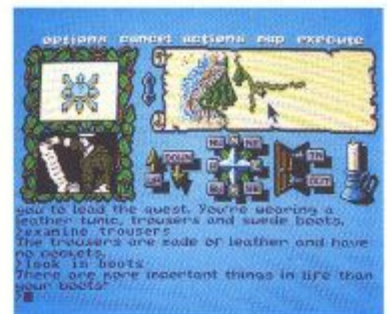 options cancel actions map execute
NW N NE
UP DOWN
W E
IN
SW S SE
OUT
you to lead the quest. You're wearing a
leather tunic, trousers and suede boots.
>examine trousers
The trousers are made of leather and have
no pockets.
>look in boots
There are more important things in life than
your boots!
>